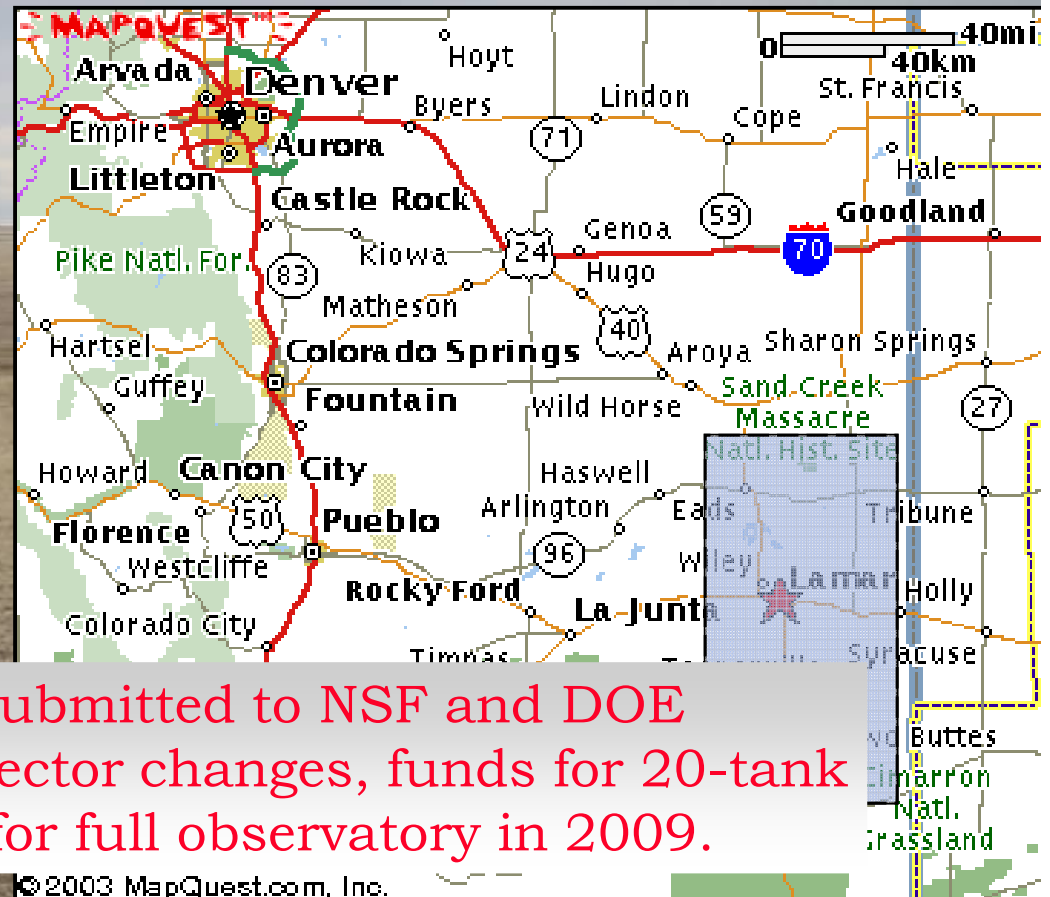 MAPQUEST™
0 40mi
40km
Hoyt
Arvada
Denver
St. Francis
Byers
Lindon
Cope
Empire
71
Aurora
Hale
Littleton
Castle Rock
59
Goodland
Genoa
Kiowa
24
70
Pike Natl. For.
83
Hugo
Matheson
40
Hartsel
Colorado Springs
Aroya
Sharon Springs
Guffey
Fountain
Wild Horse
Sand Creek
Massacre
Natl. Hist. Site
27
Howard
Canon City
Haswell
Arlington
Eads
Tribune
Florence
50
Pueblo
96
Wiley
Westcliffe
Rocky Ford
Lamar
Holly
La Junta
Colorado City
Timpas
Syracuse
ubmitted to NSF and DOE
Buttes
ector changes, funds for 20-tank
Cimarron
Natl.
for full observatory in 2009.
Grassland
©2003 MapQuest.com, Inc.